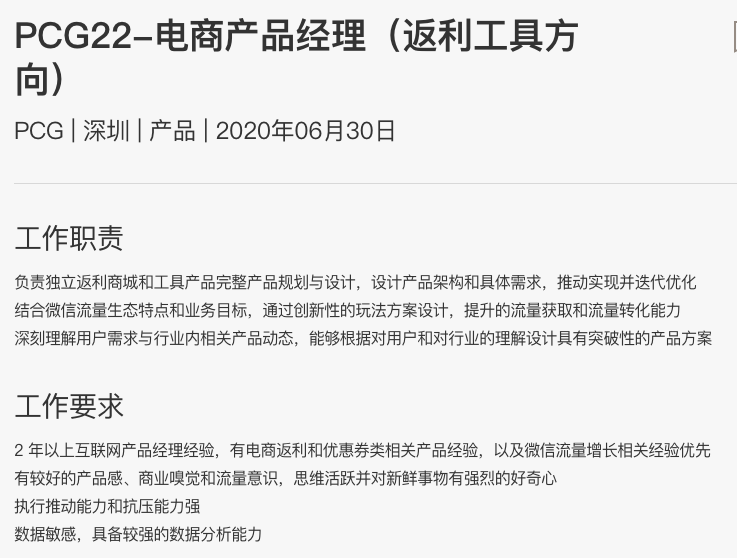 PCG22-电商产品经理（返利工具方
向）
PCG | 深圳 | 产品 | 2020年06月30日
工作职责
负责独立返利商城和工具产品完整产品规划与设计，设计产品架构和具体需求，推动实现并迭代优化
结合微信流量生态特点和业务目标，通过创新性的玩法方案设计，提升的流量获取和流量转化能力
深刻理解用户需求与行业内相关产品动态，能够根据对用户和对行业的理解设计具有突破性的产品方案
工作要求
2 年以上互联网产品经理经验，有电商返利和优惠券类相关产品经验，以及微信流量增长相关经验优先
有较好的产品感、商业嗅觉和流量意识，思维活跃并对新鲜事物有强烈的好奇心
执行推动能力和抗压能力强
数据敏感，具备较强的数据分析能力